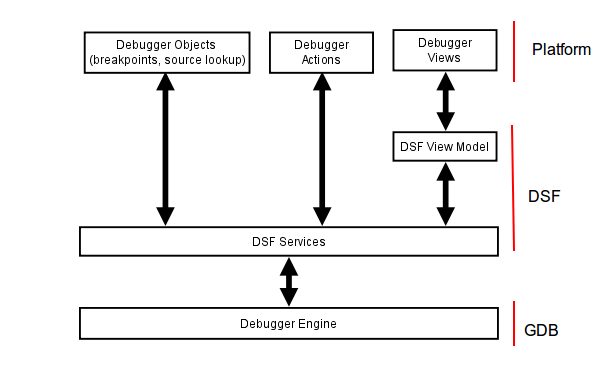 Debugger Objects
(breakpoints, source lookup)
Debugger
Actions
Debugger
Views
Platform
DSF View Model
DSF
DSF Services
Debugger Engine
GDB